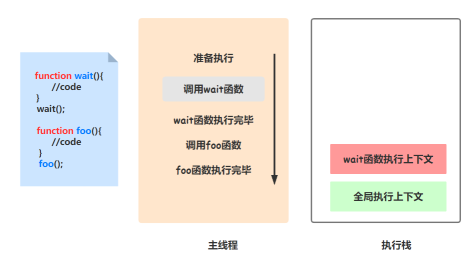 function wait(){
//code
}
wait();
function foo(){
//code
}
foo();
准备执行
调用wait函数
wait函数执行完毕
调用foo函数
foo函数执行完毕
主线程
wait函数执行上下文
全局执行上下文
执行栈